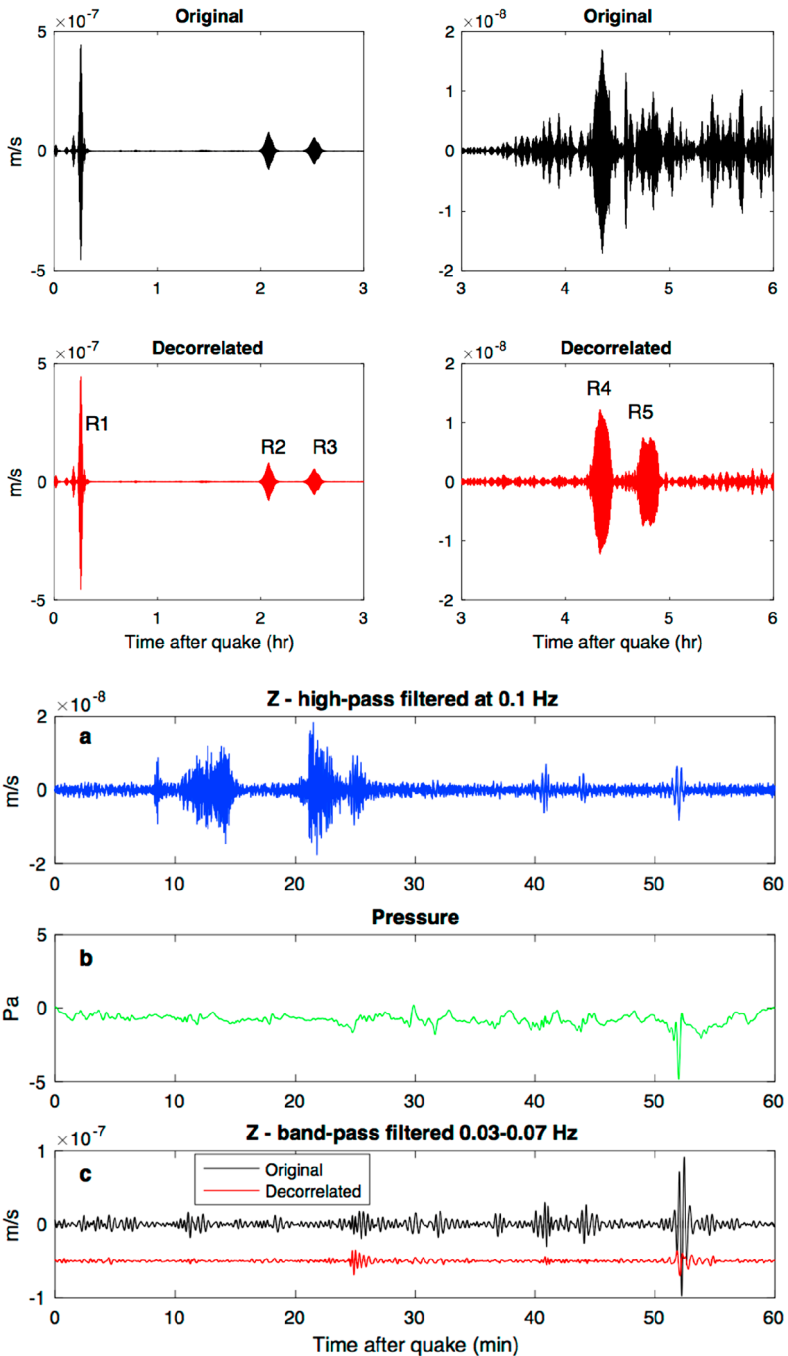 Original
×10-7
5
0
-5
m/s
0 1 2 3
Original
×10-8
2
1
0
-1
-2
3 4 5 6
Decorrelated
×10-7
5
0
-5
m/s
R1
R2
R3
0 1 2 3
Time after quake (hr)
Decorrelated
×10-8
2
1
0
-1
-2
R4
R5
3 4 5 6
Time after quake (hr)
Z - high-pass filtered at 0.1 Hz
×10-8
a
2
0
-2
m/s
0 10 20 30 40 50 60
Pressure
b
5
0
-5
Pa
0 10 20 30 40 50 60
Z - band-pass filtered 0.03-0.07 Hz
×10-7
c
1
0
-1
m/s
Original
Decorrelated
0 10 20 30 40 50 60
Time after quake (min)